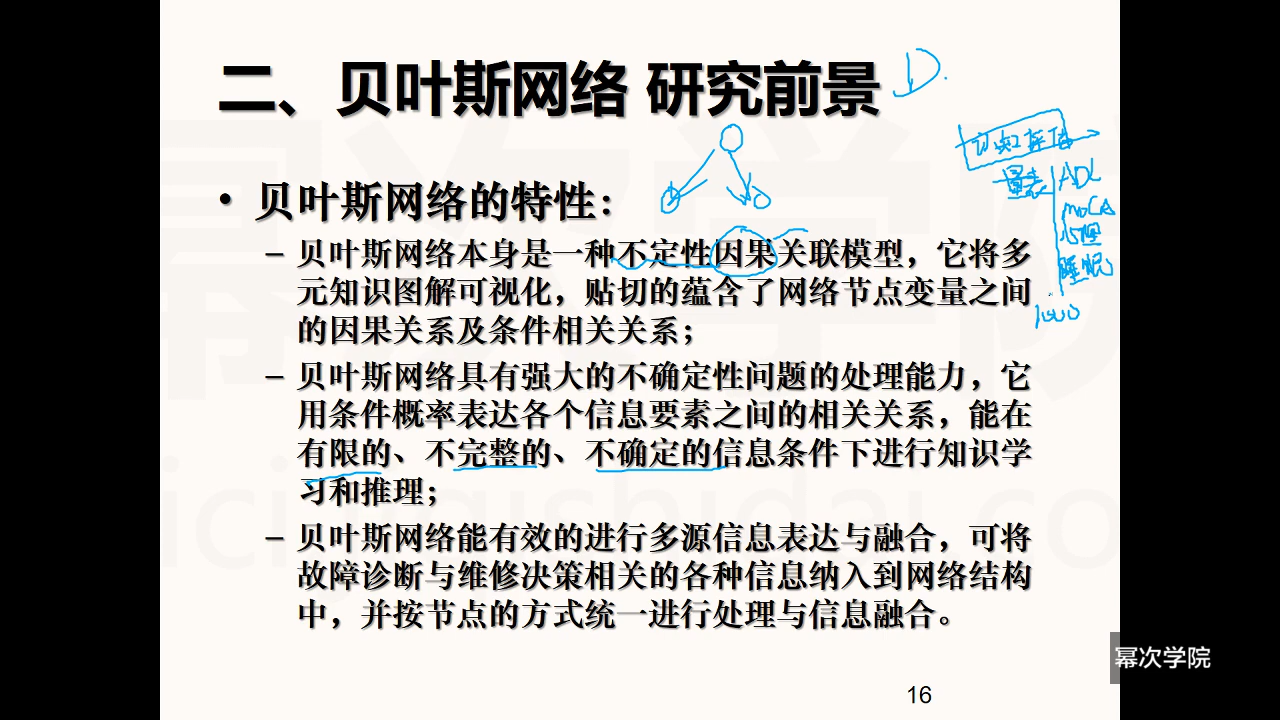 二、贝叶斯网络 研究前景
D.
认知评估
量表
ADL
MoCA
心理
睡眠
1000
• 贝叶斯网络的特性：
– 贝叶斯网络本身是一种不定性因果关联模型，它将多
元知识图解可视化，贴切的蕴含了网络节点变量之间
的因果关系及条件相关关系；
– 贝叶斯网络具有强大的不确定性问题的处理能力，它
用条件概率表达各个信息要素之间的相关关系，能在
有限的、不完整的、不确定的信息条件下进行知识学
习和推理；
– 贝叶斯网络能有效的进行多源信息表达与融合，可将
故障诊断与维修决策相关的各种信息纳入到网络结构
中，并按节点的方式统一进行处理与信息融合。
幂次学院
16